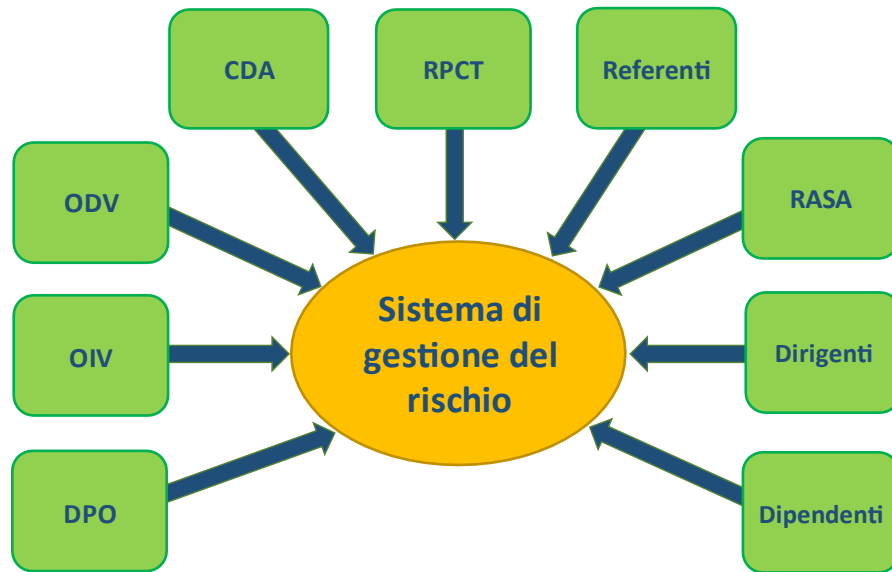 CDA
RPCT
Referenti
ODV
RASA
OIV
Sistema di
gestione del
rischio
Dirigenti
DPO
Dipendenti